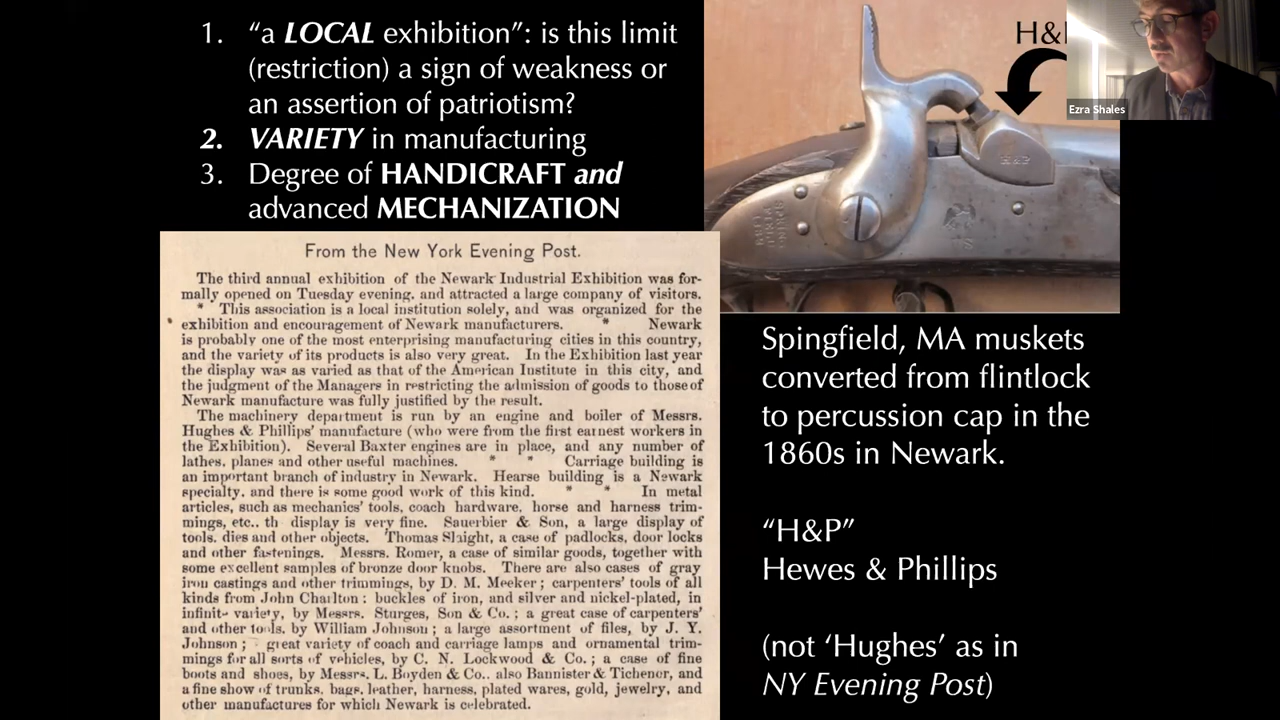 1. “a LOCAL exhibition”: is this limit
(restriction) a sign of weakness or
an assertion of patriotism?
2. VARIETY in manufacturing
3. Degree of HANDICRAFT and
advanced MECHANIZATION
H&
Ezra Shales
H&P
U S
From the New York Evening Post.
The third annual exhibition of the Newark Industrial Exhibition was for-
mally opened on Tuesday evening, and attracted a large company of visitors.
* This association is a local institution solely, and was organized for the
exhibition and encouragement of Newark manufacturers. * Newark
is probably one of the most enterprising manufacturing cities in this country,
and the variety of its products is also very great. In the Exhibition last year
the display was as varied as that of the American Institute in this city, and
the judgment of the Managers in restricting the admission of goods to those of
Newark manufacture was fully justified by the result.
The machinery department is run by an engine and boiler of Messrs.
Hughes & Phillips' manufacture (who were from the first earnest workers in
the Exhibition). Several Baxter engines are in place, and any number of
lathes, planes and other useful machines. * * Carriage building is
an important branch of industry in Newark. Hearse building is a Newark
specialty, and there is some good work of this kind. * * In metal
articles, such as mechanics' tools, coach hardware, horse and harness trim-
mings, etc., th display is very fine. Sauerbier & Son, a large display of
tools, dies and other objects. Thomas Slaight, a case of padlocks, door locks
and other fastenings. Messrs. Romer, a case of similar goods, together with
some excellent samples of bronze door knobs. There are also cases of gray
iron castings and other trimmings, by D. M. Meeker; carpenters' tools of all
kinds from John Charlton; buckles of iron, and silver and nickel-plated, in
infinite variety, by Messrs. Sturges, Son & Co.; a great case of carpenters'
and other tools, by William Johnson; a large assortment of files, by J. Y.
Johnson; great variety of coach and carriage lamps and ornamental trim-
mings for all sorts of vehicles, by C. N. Lockwood & Co.; a case of fine
boots and shoes, by Messrs. L. Boyden & Co., also Bannister & Tichenor, and
a fine show of trunks, bags, leather, harness, plated wares, gold, jewelry, and
other manufactures for which Newark is celebrated.
Spingfield, MA muskets
converted from flintlock
to percussion cap in the
1860s in Newark.
“H&P”
Hewes & Phillips
(not ‘Hughes’ as in
NY Evening Post)